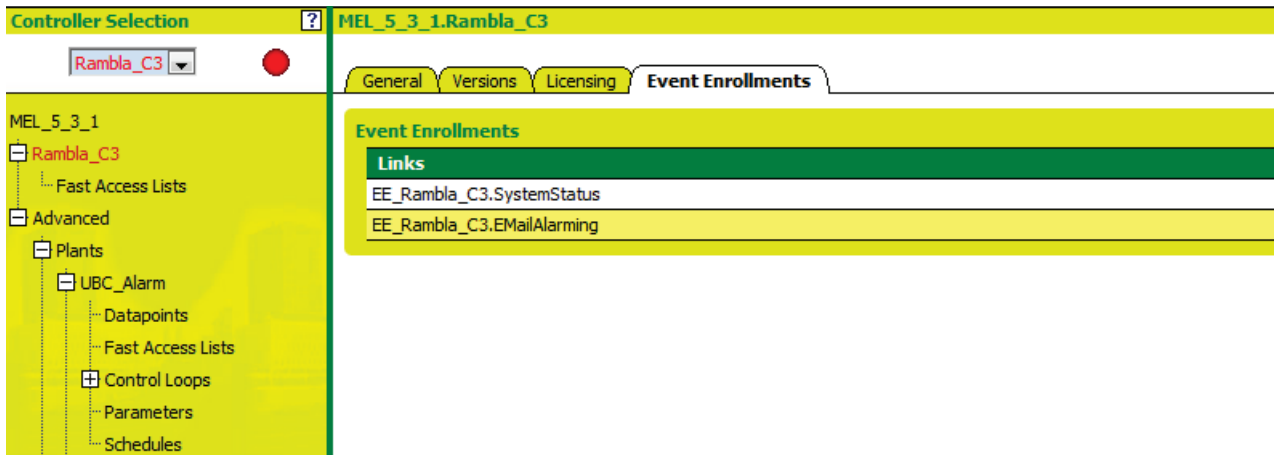 Controller Selection ?
Rambla_C3
MEL_5_3_1
Rambla_C3
Fast Access Lists
Advanced
Plants
UBC_Alarm
Datapoints
Fast Access Lists
Control Loops
Parameters
Schedules
MEL_5_3_1.Rambla_C3
General Versions Licensing Event Enrollments
Event Enrollments
Links
EE_Rambla_C3.SystemStatus
EE_Rambla_C3.EMailAlarming